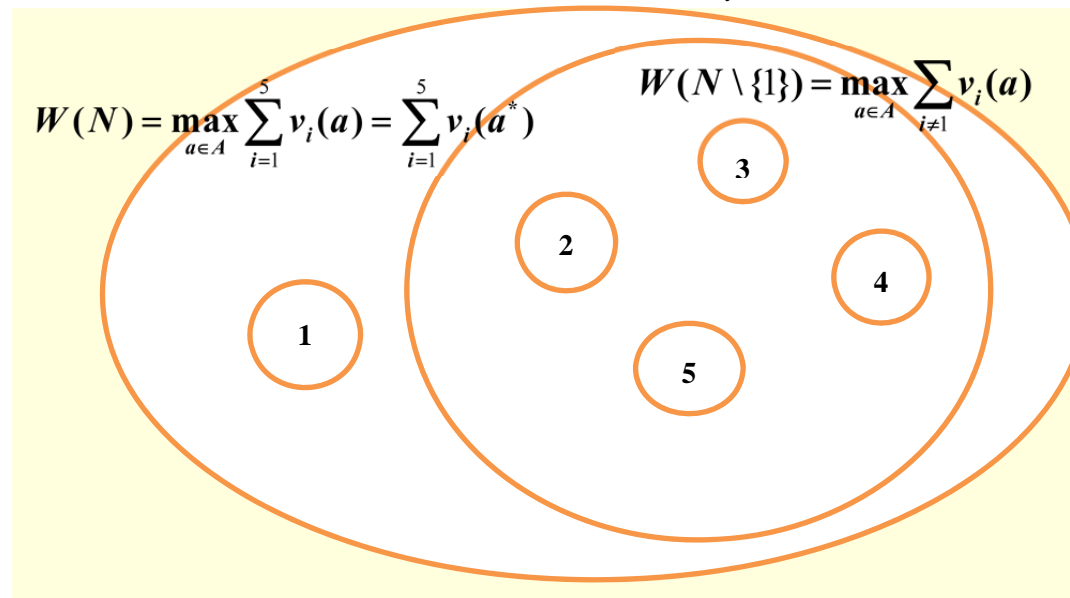 W(N) = max_{a∈A} ∑_{i=1}^{5} v_i(a) = ∑_{i=1}^{5} v_i(a^*)
W(N \ {1}) = max_{a∈A} ∑_{i≠1} v_i(a)
3
2
4
1
5